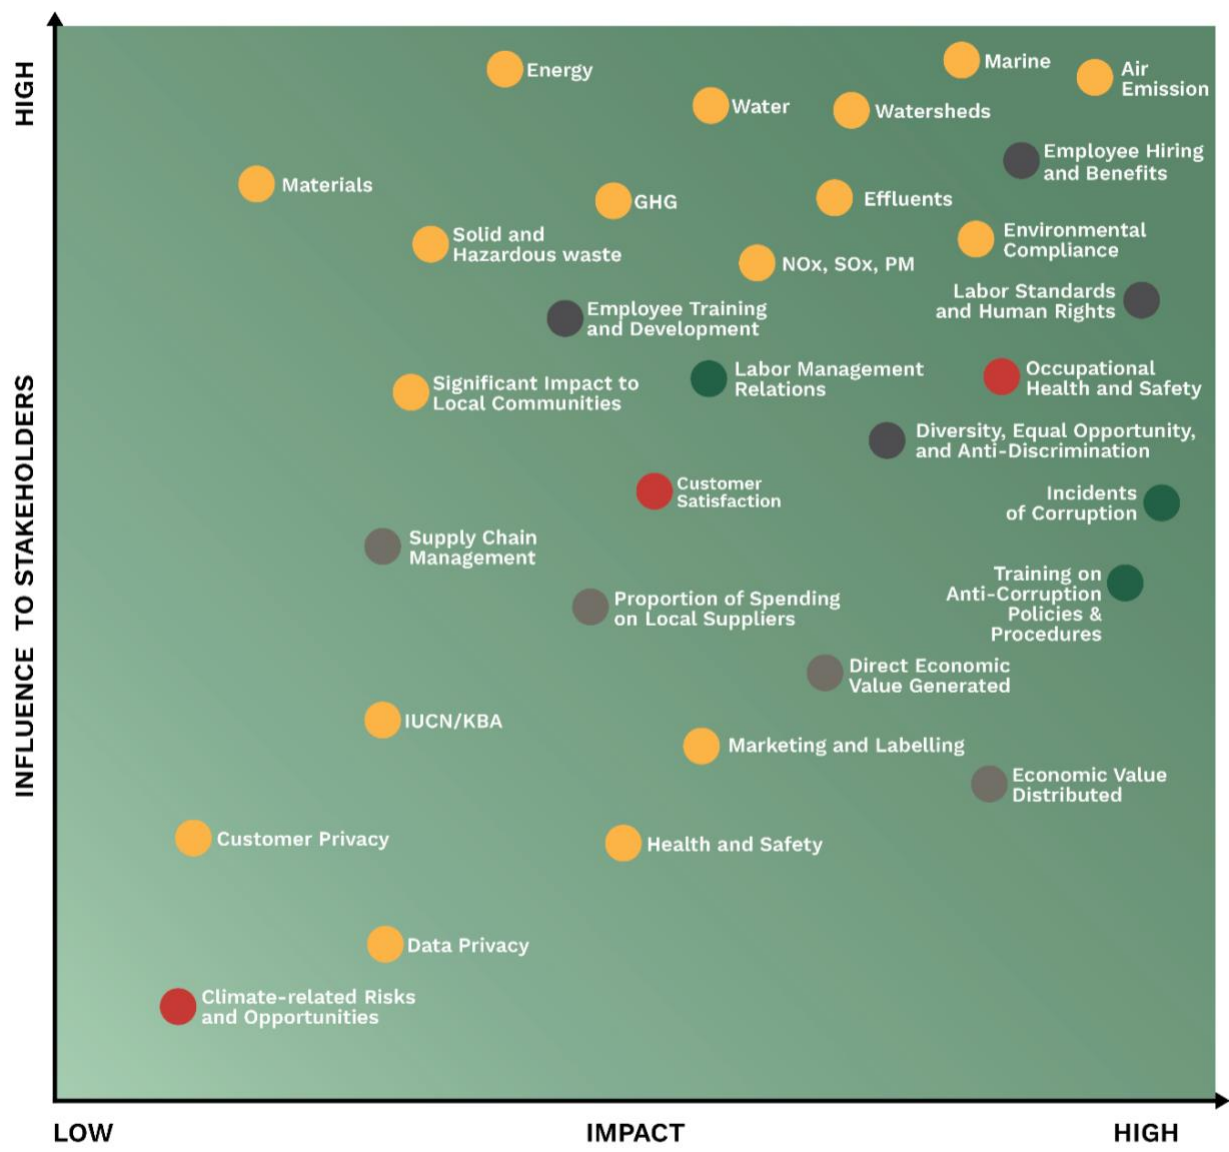 HIGH
INFLUENCE TO STAKEHOLDERS
Energy
Marine
Air
Emission
Water
Watersheds
Employee Hiring
and Benefits
Materials
GHG
Effluents
Solid and
Hazardous waste
Environmental
Compliance
NOx, SOx, PM
Labor Standards
and Human Rights
Employee Training
and Development
Labor Management
Relations
Occupational
Health and Safety
Significant Impact to
Local Communities
Diversity, Equal Opportunity,
and Anti-Discrimination
Customer
Satisfaction
Incidents
of Corruption
Supply Chain
Management
Training on
Anti-Corruption
Policies &
Procedures
Proportion of Spending
on Local Suppliers
Direct Economic
Value Generated
IUCN/KBA
Marketing and Labelling
Economic Value
Distributed
Customer Privacy
Health and Safety
Data Privacy
Climate-related Risks
and Opportunities
LOW
IMPACT
HIGH